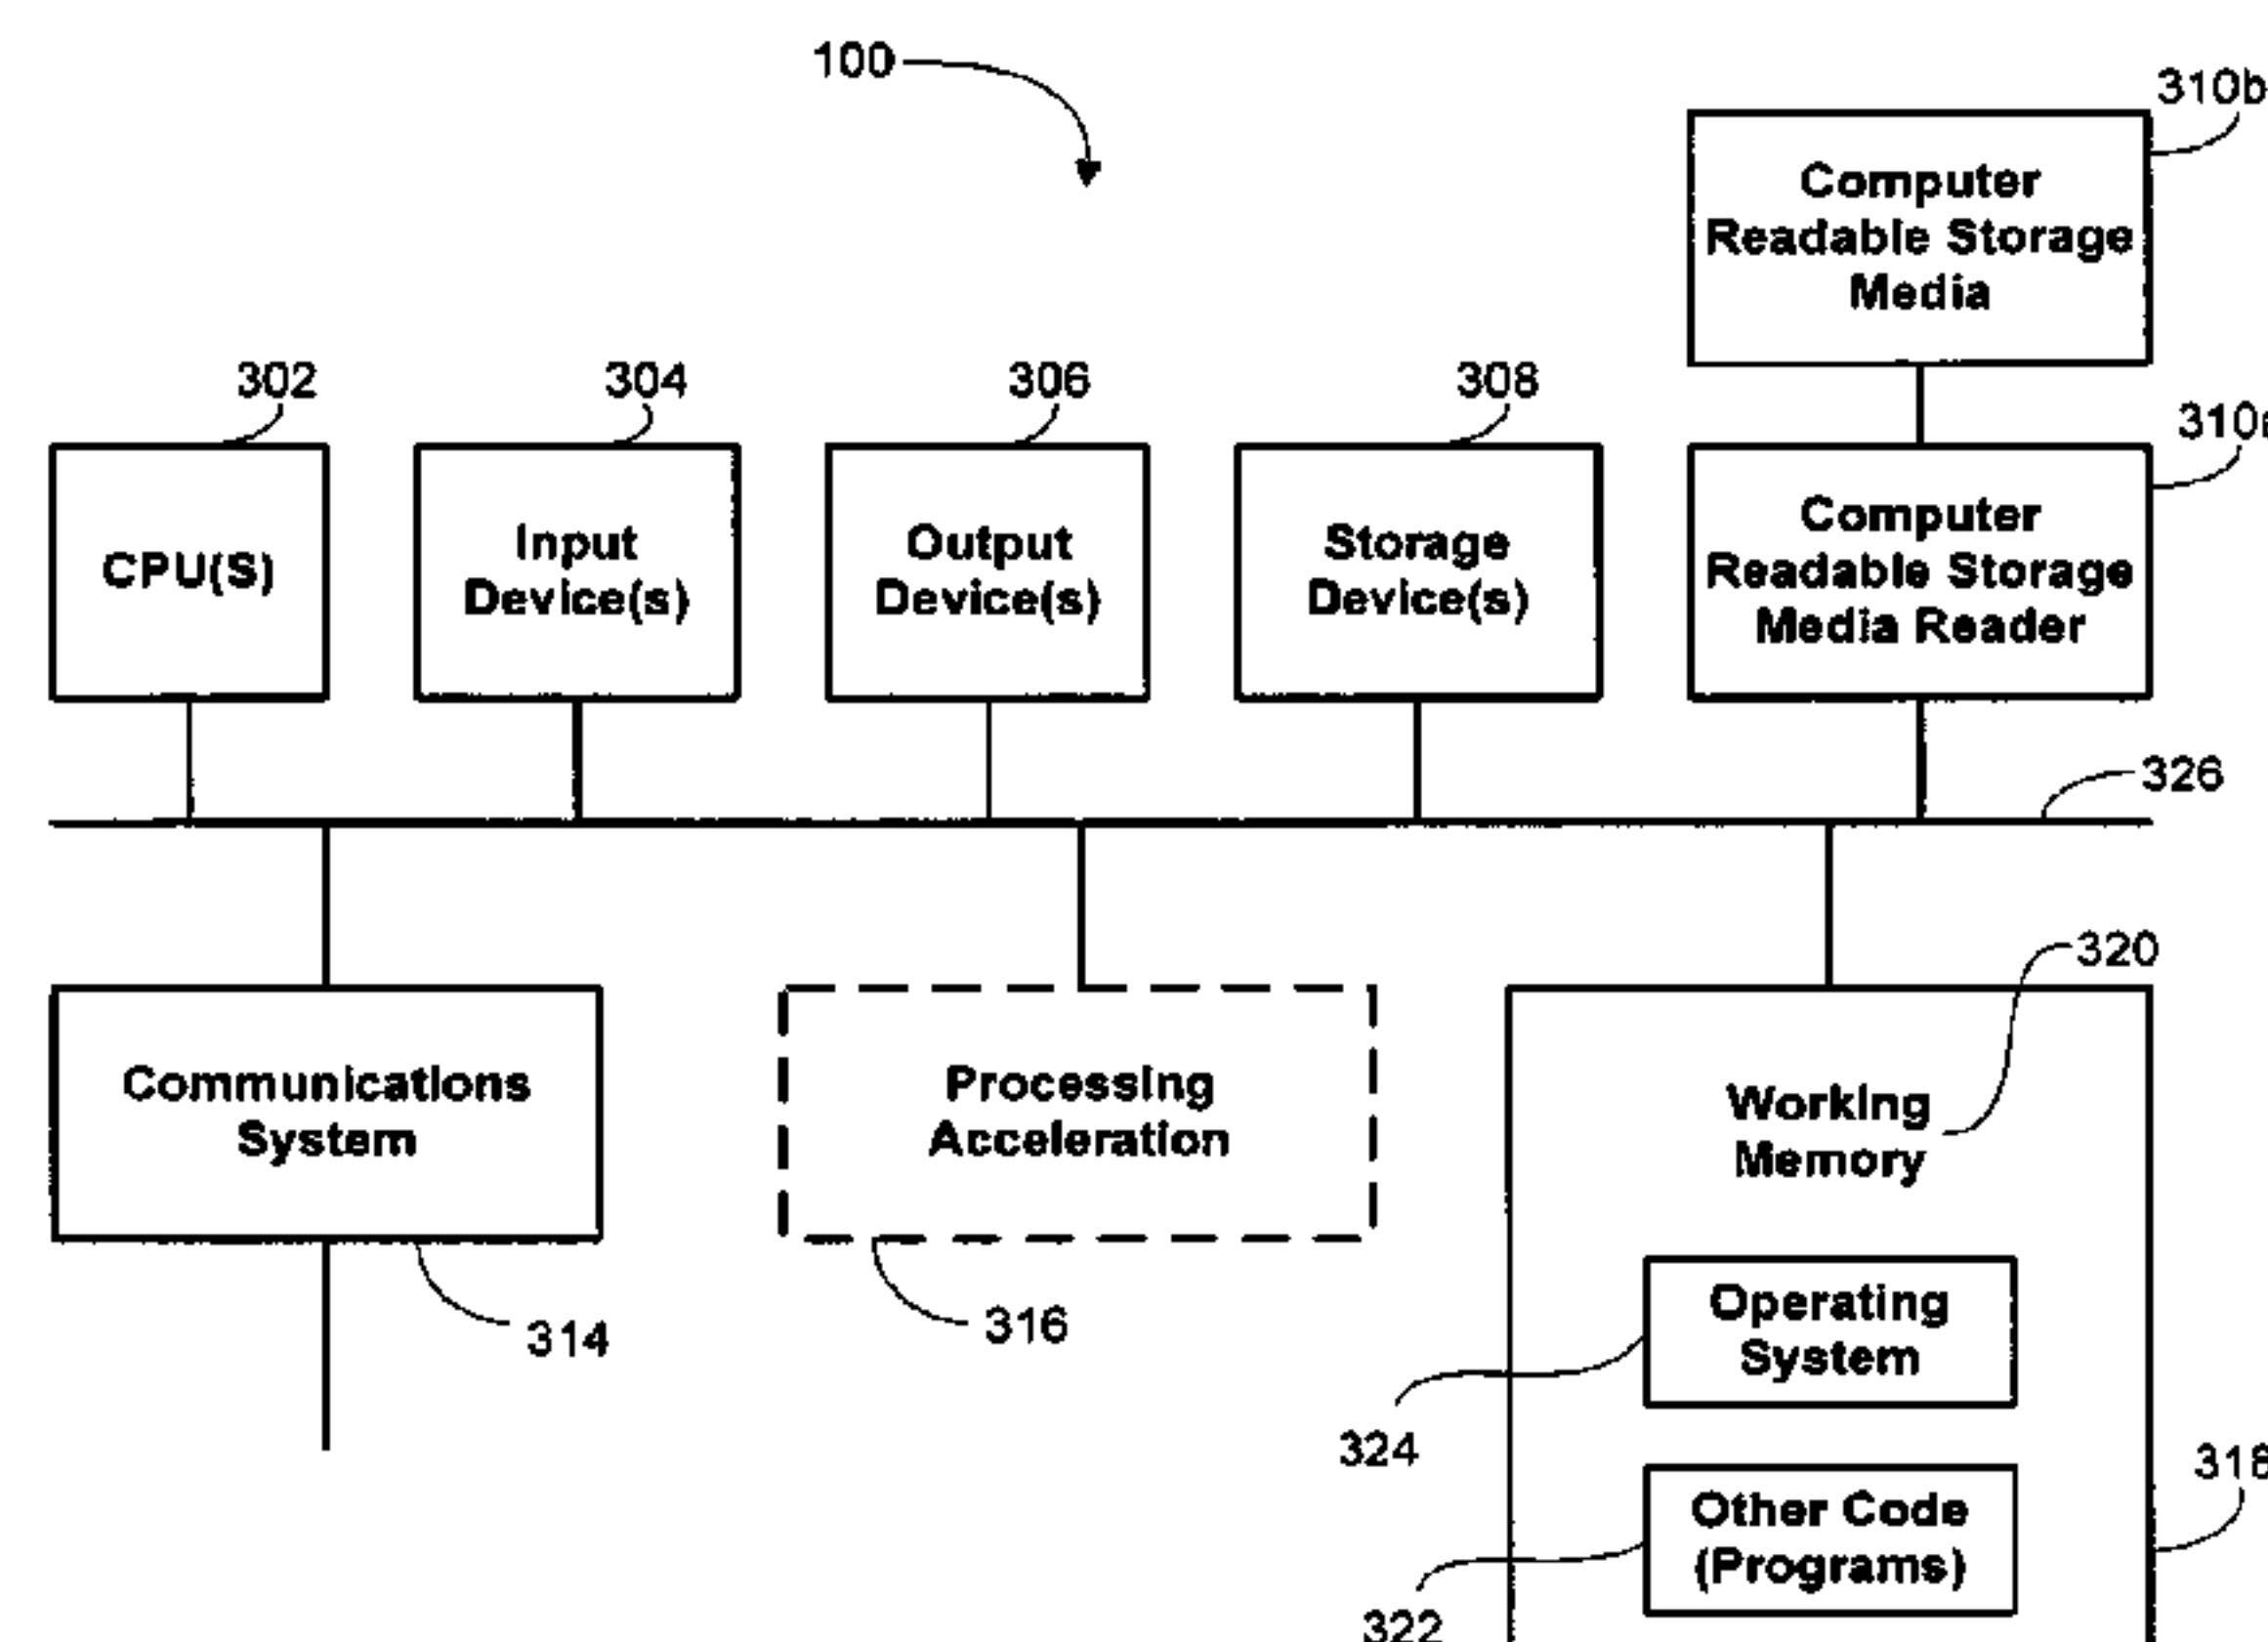 100
310b
Computer
Readable Storage
Media
302
304
306
308
CPU(S)
Input
Device(s)
Output
Device(s)
Storage
Device(s)
Computer
Readable Storage
Media Reader
326
320
Communications
System
Processing
Acceleration
Working
Memory
314
316
Operating
System
324
318
Other Code
(Programs)
322